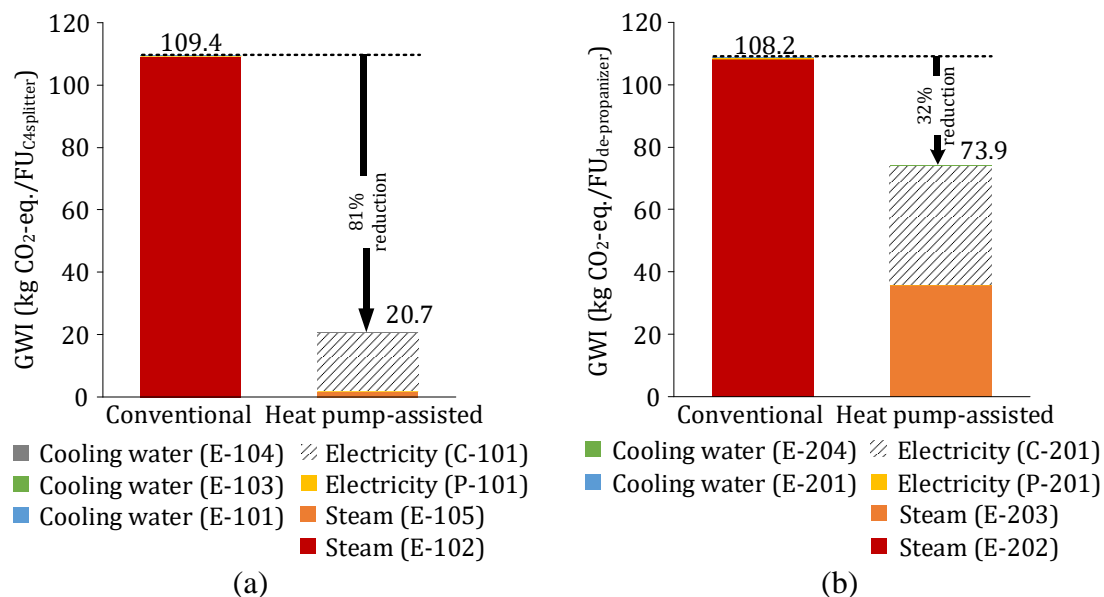 120
100
80
60
40
20
0
GWI (kg CO₂-eq./FU_C4splitter)
109.4
81%
reduction
20.7
Conventional
Heat pump-assisted
Cooling water (E-104)
Electricity (C-101)
Cooling water (E-103)
Electricity (P-101)
Cooling water (E-101)
Steam (E-105)
Steam (E-102)
(a)
120
100
80
60
40
20
0
GWI (kg CO₂-eq./FU_de-propanizer)
108.2
32%
reduction
73.9
Conventional
Heat pump-assisted
Cooling water (E-204)
Electricity (C-201)
Cooling water (E-201)
Electricity (P-201)
Steam (E-203)
Steam (E-202)
(b)